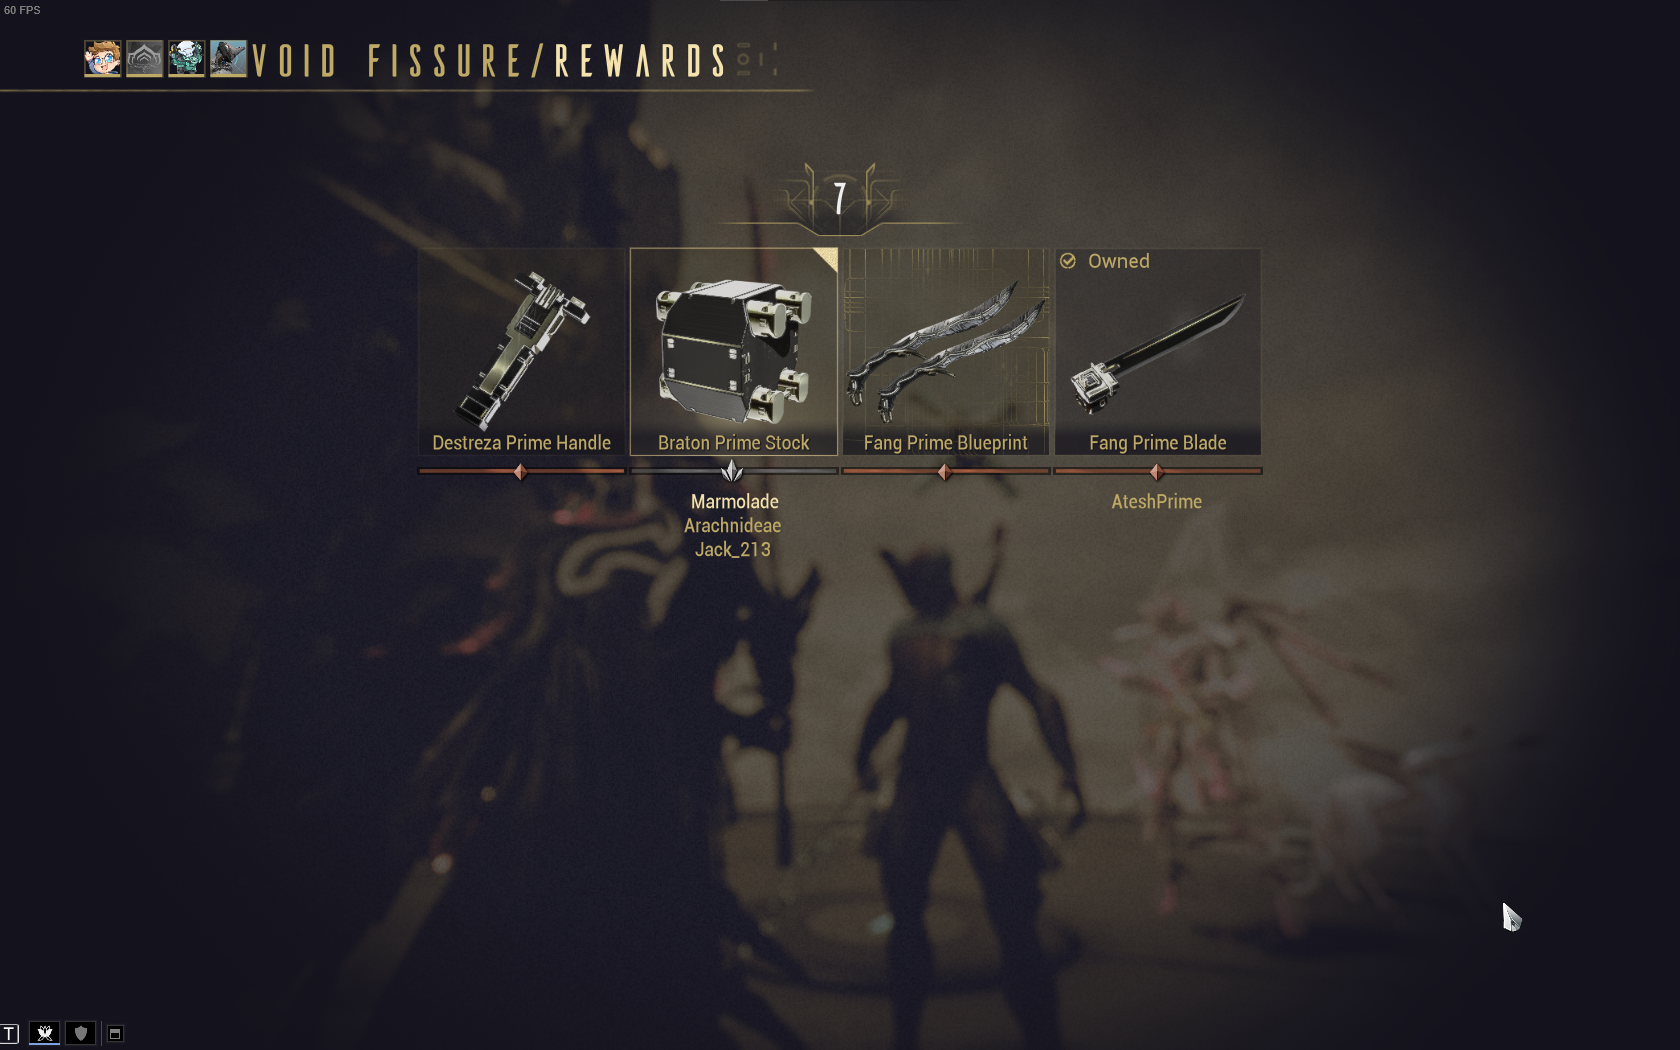 60 FPS
VOID FISSURE/REWARDS
7
Owned
Destreza Prime Handle
Braton Prime Stock
Fang Prime Blueprint
Fang Prime Blade
Marmolade
AteshPrime
Arachnideae
Jack_213
T